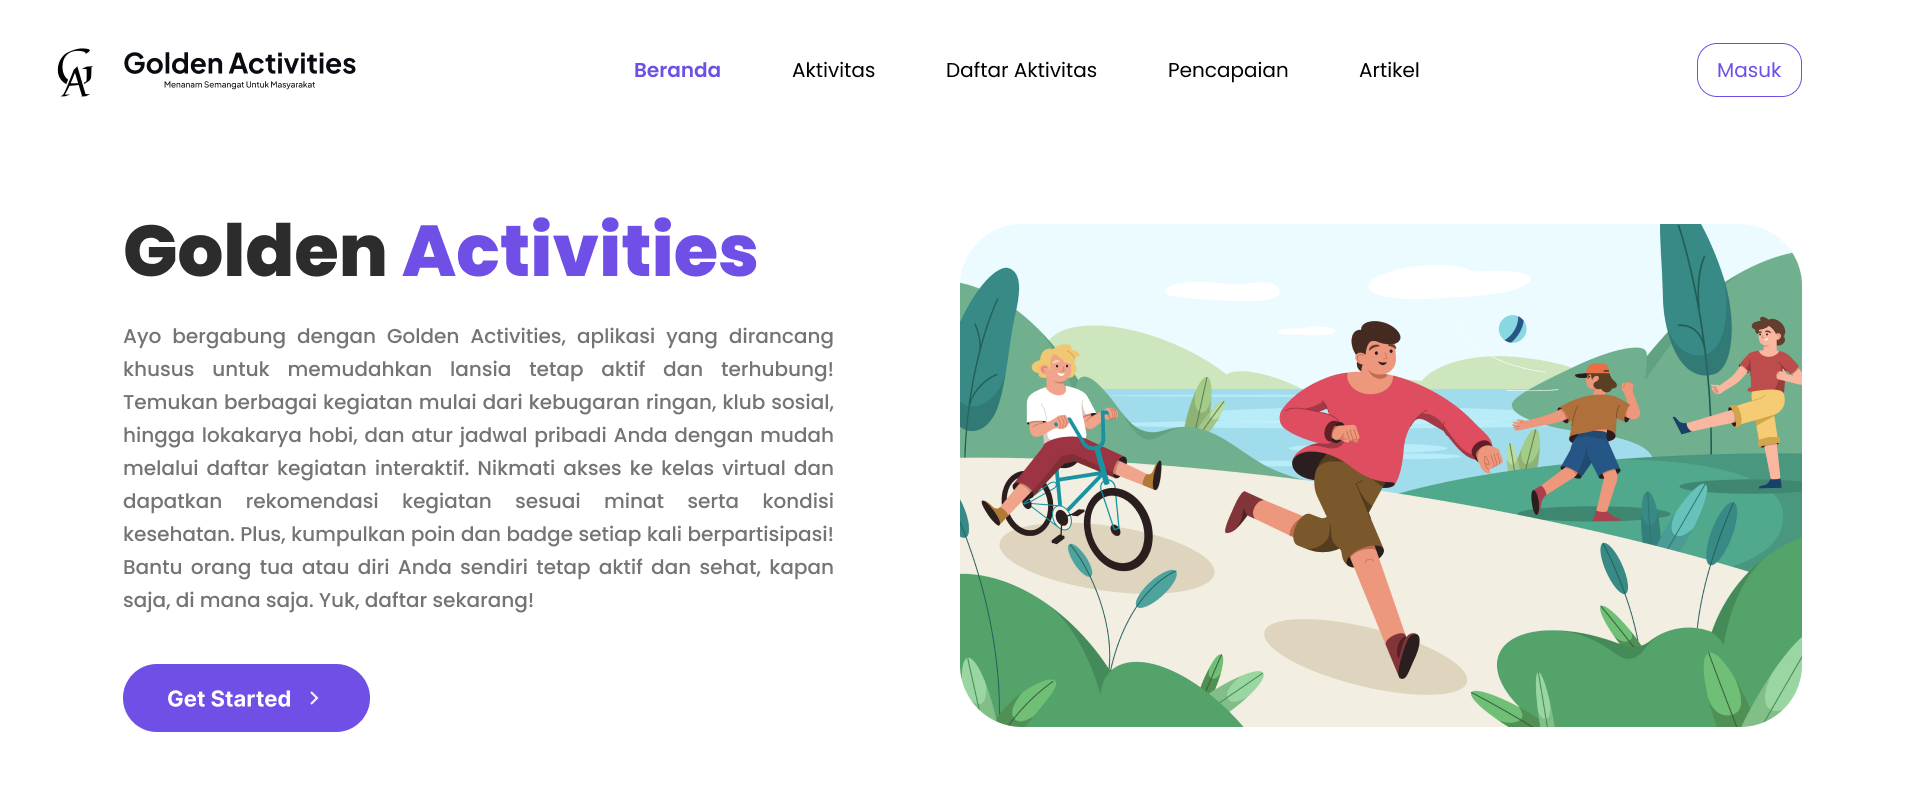 GA
Golden Activities
Menanam Semangat Untuk Masyarakat
Beranda
Aktivitas
Daftar Aktivitas
Pencapaian
Artikel
Masuk
Golden Activities
Ayo bergabung dengan Golden Activities, aplikasi yang dirancang
khusus untuk memudahkan lansia tetap aktif dan terhubung!
Temukan berbagai kegiatan mulai dari kebugaran ringan, klub sosial,
hingga lokakarya hobi, dan atur jadwal pribadi Anda dengan mudah
melalui daftar kegiatan interaktif. Nikmati akses ke kelas virtual dan
dapatkan rekomendasi kegiatan sesuai minat serta kondisi
kesehatan. Plus, kumpulkan poin dan badge setiap kali berpartisipasi!
Bantu orang tua atau diri Anda sendiri tetap aktif dan sehat, kapan
saja, di mana saja. Yuk, daftar sekarang!
Get Started